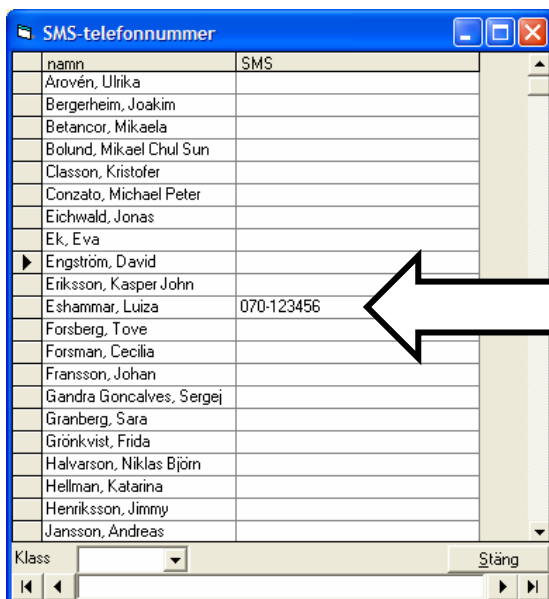 SMS-telefonnummer
namn SMS
Arovén, Ulrika
Bergerheim, Joakim
Betancor, Mikaela
Bolund, Mikael Chul Sun
Classon, Kristofer
Conzato, Michael Peter
Eichwald, Jonas
Ek, Eva
Engström, David
Eriksson, Kasper John
Eshammar, Luiza 070-123456
Forsberg, Tove
Forsman, Cecilia
Fransson, Johan
Gandra Goncalves, Sergej
Granberg, Sara
Grönkvist, Frida
Halvarson, Niklas Björn
Hellman, Katarina
Henriksson, Jimmy
Jansson, Andreas
Klass Stäng